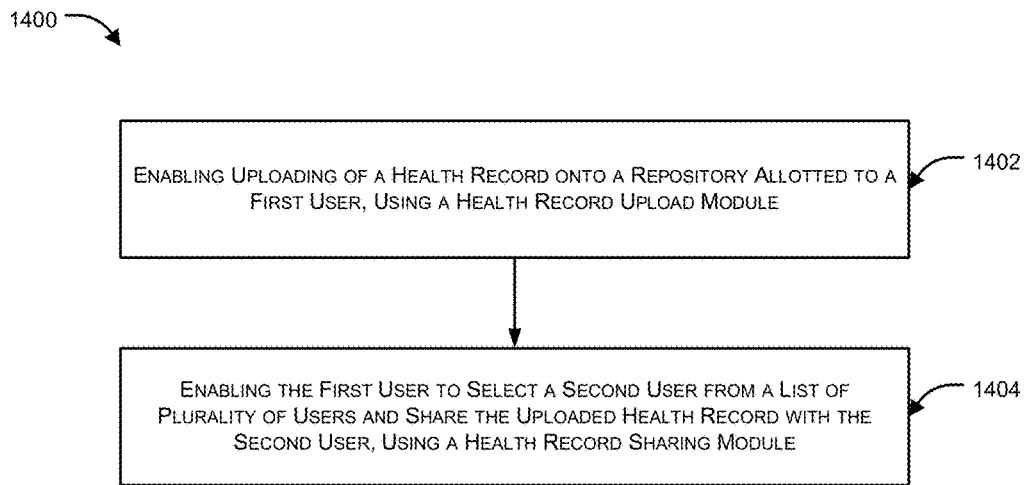 1400
ENABLING UPLOADING OF A HEALTH RECORD ONTO A REPOSITORY ALLOTTED TO A
FIRST USER, USING A HEALTH RECORD UPLOAD MODULE
1402
ENABLING THE FIRST USER TO SELECT A SECOND USER FROM A LIST OF
PLURALITY OF USERS AND SHARE THE UPLOADED HEALTH RECORD WITH THE
SECOND USER, USING A HEALTH RECORD SHARING MODULE
1404